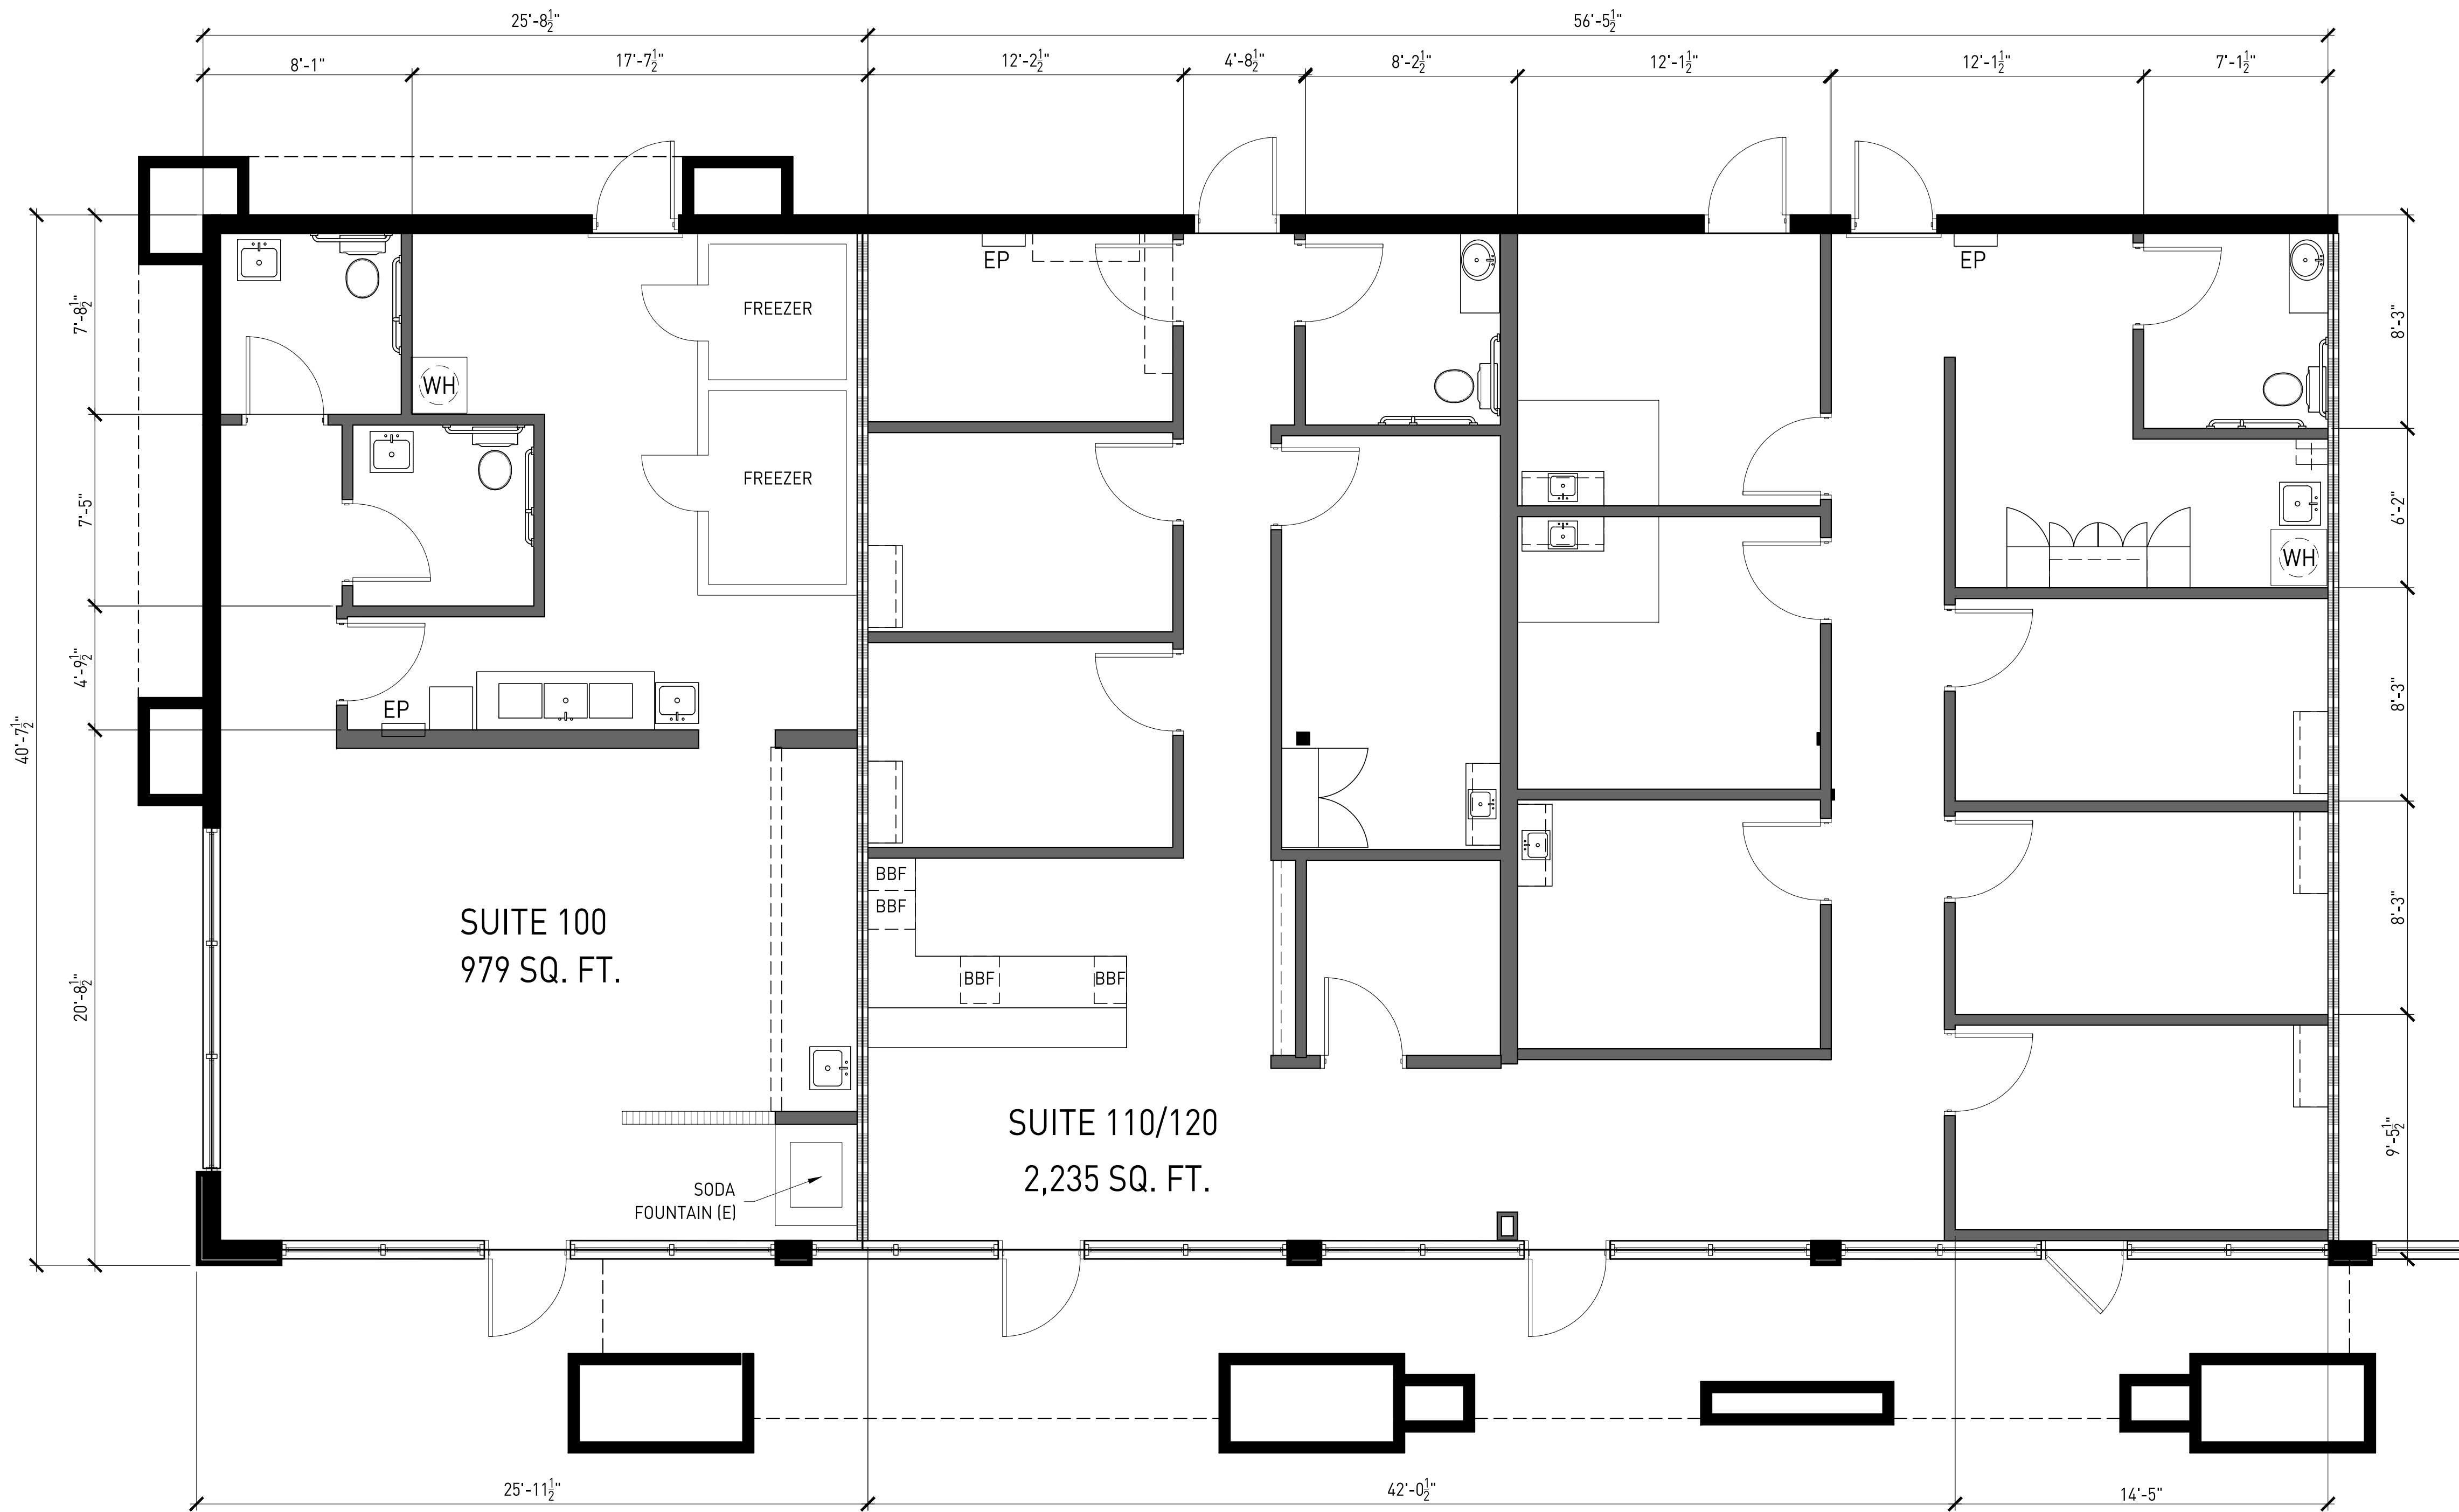 25'-8½"
56'-5½"
8'-1"
17'-7½"
12'-2½"
4'-8½"
8'-2½"
12'-1½"
12'-1½"
7'-1½"
EP
EP
FREEZER
7'-8½"
8'-3"
WH
FREEZER
7'-5"
6'-2"
WH
4'-9½"
8'-3"
EP
40'-7½"
BBF
BBF
8'-3"
SUITE 100
979 SQ. FT.
BBF
BBF
20'-8½"
SUITE 110/120
2,235 SQ. FT.
9'-5½"
SODA
FOUNTAIN (E)
25'-11½"
42'-0½"
14'-5"